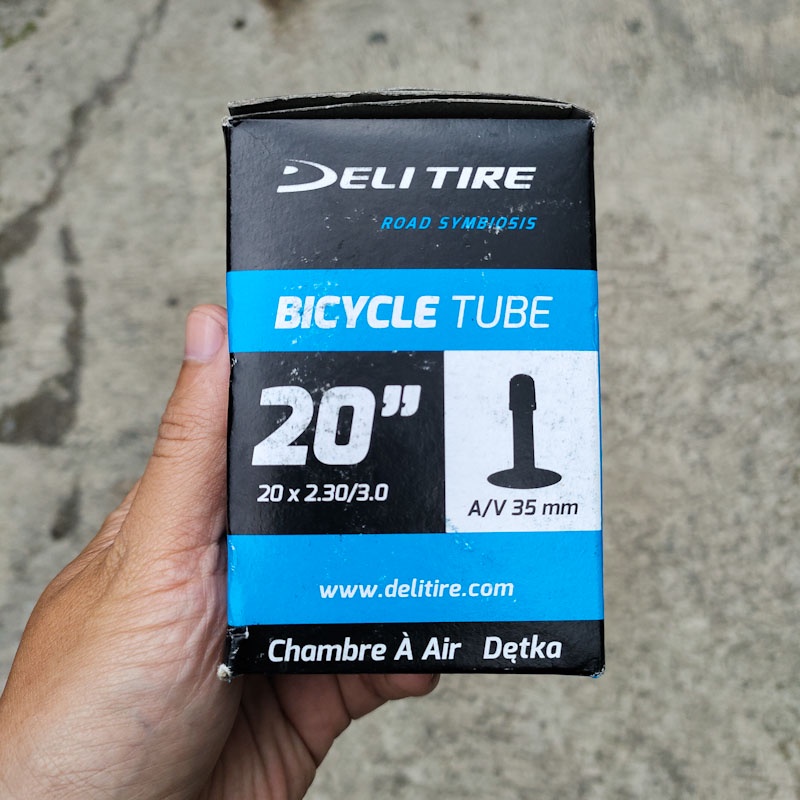 DELI TIRE
ROAD SYMBIOSIS
BICYCLE TUBE
20”
20 x 2.30/3.0
A/V 35 mm
www.delitire.com
Chambre À Air Dętka